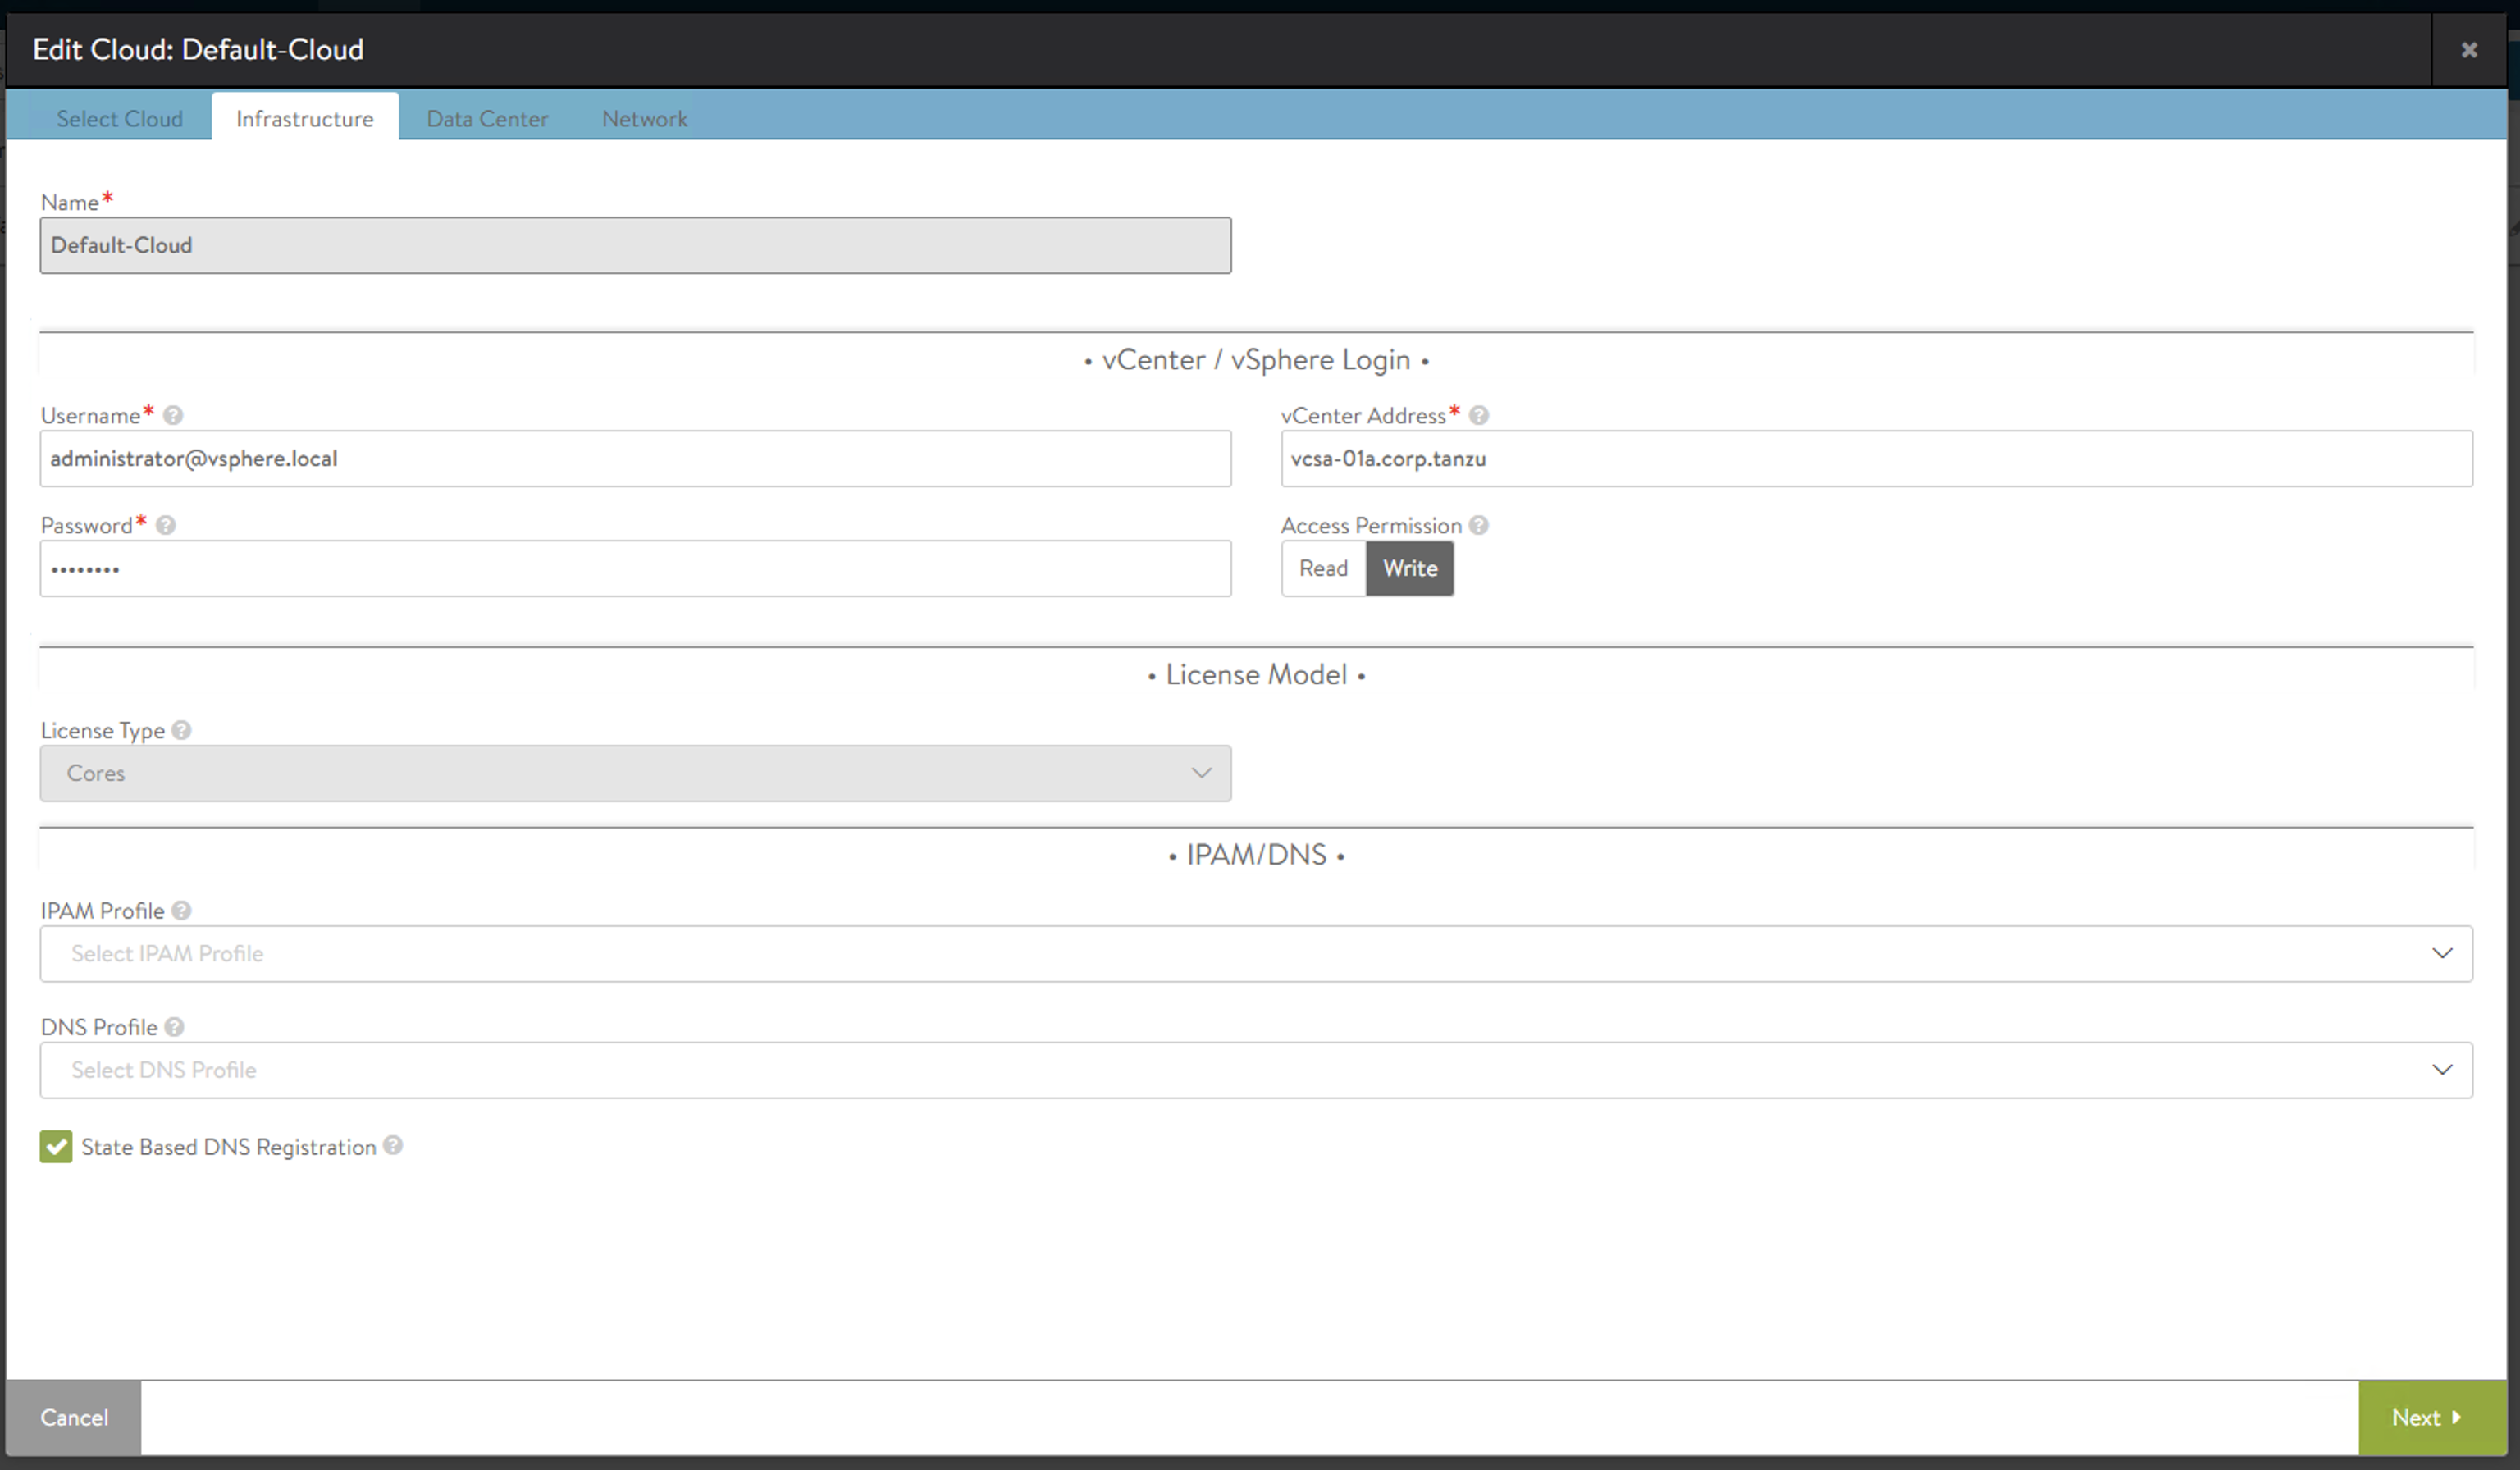 Edit Cloud: Default-Cloud
Select Cloud Infrastructure Data Center Network
Name*
Default-Cloud
• vCenter / vSphere Login •
Username* ? vCenter Address* ?
administrator@vsphere.local vcsa-01a.corp.tanzu
Password* ? Access Permission ?
•••••••• Read Write
• License Model •
License Type ?
Cores
• IPAM/DNS •
IPAM Profile ?
Select IPAM Profile
DNS Profile ?
Select DNS Profile
State Based DNS Registration ?
Cancel Next